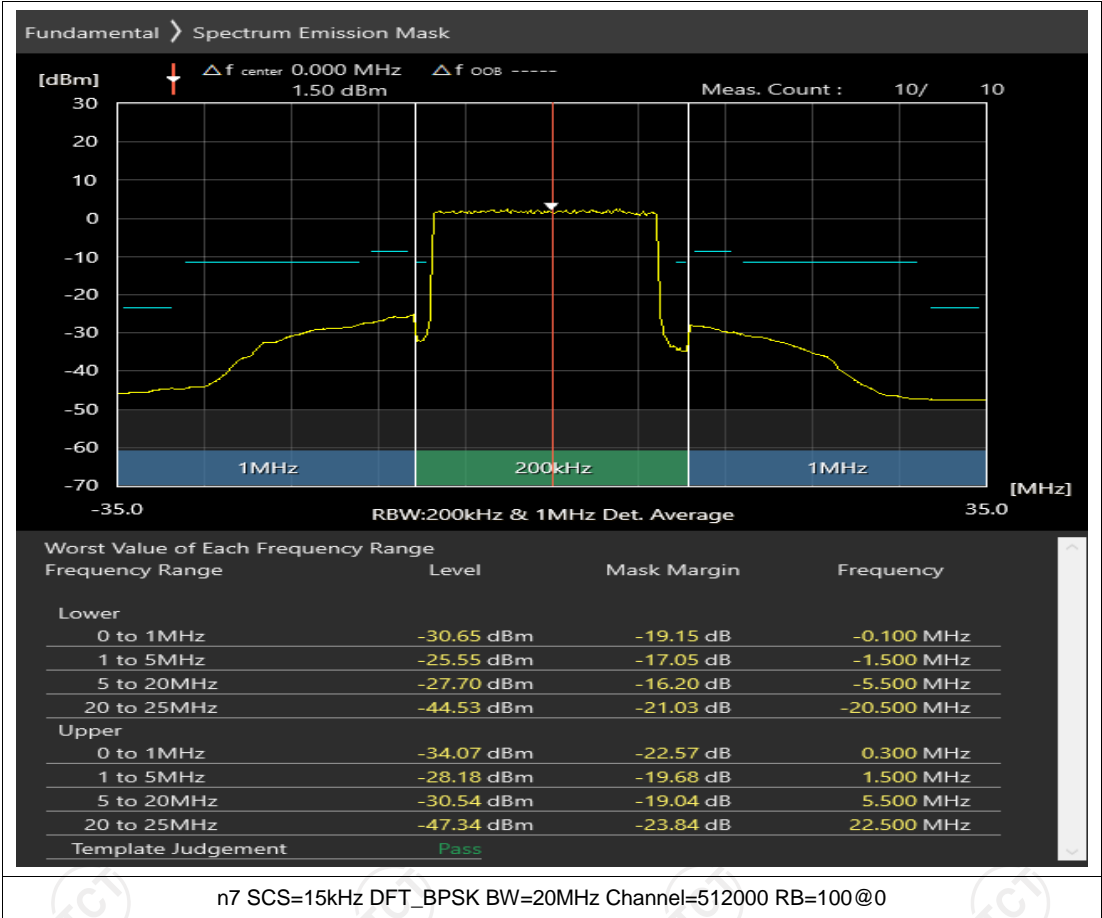 Fundamental ❯ Spectrum Emission Mask
[dBm] △f center 0.000 MHz △f OOB -----
1.50 dBm Meas. Count : 10/ 10
30
20
10
0
-10
-20
-30
-40
-50
-60
1MHz 200kHz 1MHz
-70 [MHz]
-35.0 RBW:200kHz & 1MHz Det. Average 35.0
Worst Value of Each Frequency Range
Frequency Range Level Mask Margin Frequency
Lower
0 to 1MHz -30.65 dBm -19.15 dB -0.100 MHz
1 to 5MHz -25.55 dBm -17.05 dB -1.500 MHz
5 to 20MHz -27.70 dBm -16.20 dB -5.500 MHz
20 to 25MHz -44.53 dBm -21.03 dB -20.500 MHz
Upper
0 to 1MHz -34.07 dBm -22.57 dB 0.300 MHz
1 to 5MHz -28.18 dBm -19.68 dB 1.500 MHz
5 to 20MHz -30.54 dBm -19.04 dB 5.500 MHz
20 to 25MHz -47.34 dBm -23.84 dB 22.500 MHz
Template Judgement Pass
n7 SCS=15kHz DFT_BPSK BW=20MHz Channel=512000 RB=100@0
TCT TCT TCT TCT